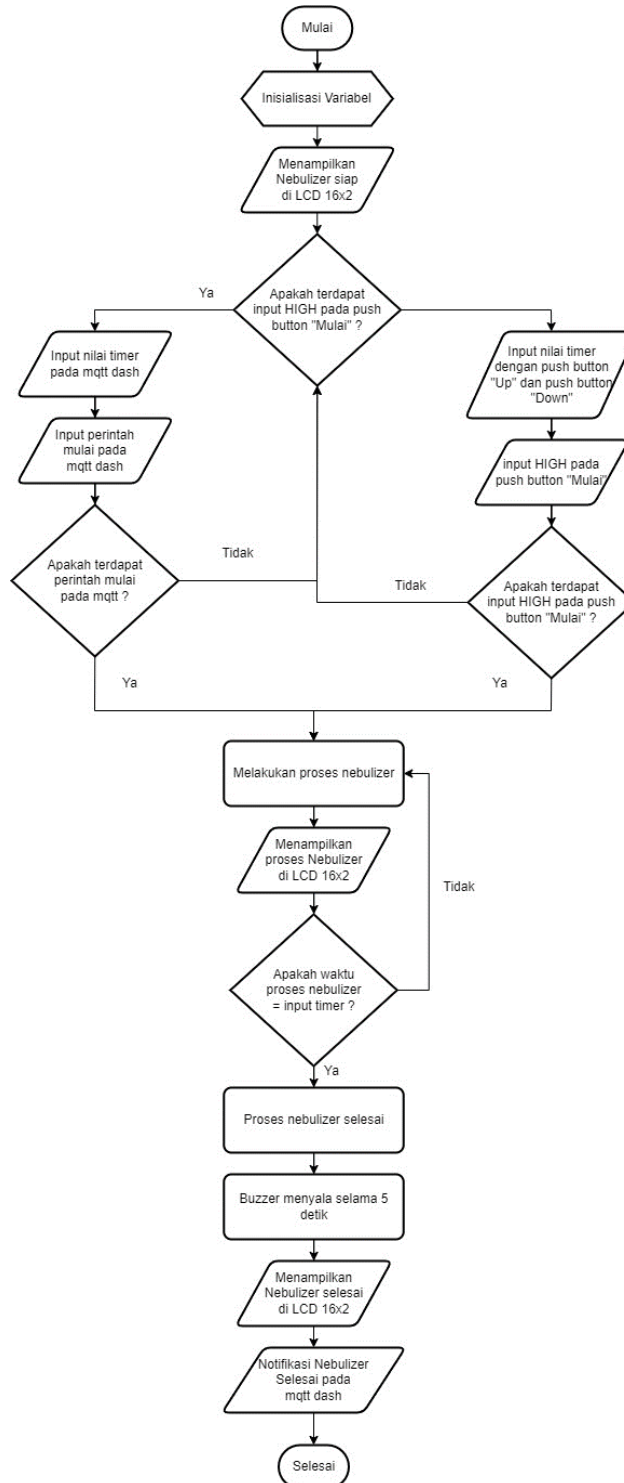 Mulai
Inisialisasi Variabel
Menampilkan
Nebulizer siap
di LCD 16x2
Apakah terdapat
input HIGH pada push
button "Mulai" ?
Ya
Input nilai timer
pada mqtt dash
Input perintah
mulai pada
mqtt dash
Apakah terdapat
perintah mulai
pada mqtt ?
Tidak
Ya
Input nilai timer
dengan push button
"Up" dan push button
"Down"
input HIGH pada
push button "Mulai"
Apakah terdapat
input HIGH pada push
button "Mulai" ?
Tidak
Ya
Melakukan proses nebulizer
Menampilkan
proses Nebulizer
di LCD 16x2
Tidak
Apakah waktu
proses nebulizer
= input timer ?
Ya
Proses nebulizer selesai
Buzzer menyala selama 5
detik
Menampilkan
Nebulizer selesai
di LCD 16x2
Notifikasi Nebulizer
Selesai pada
mqtt dash
Selesai